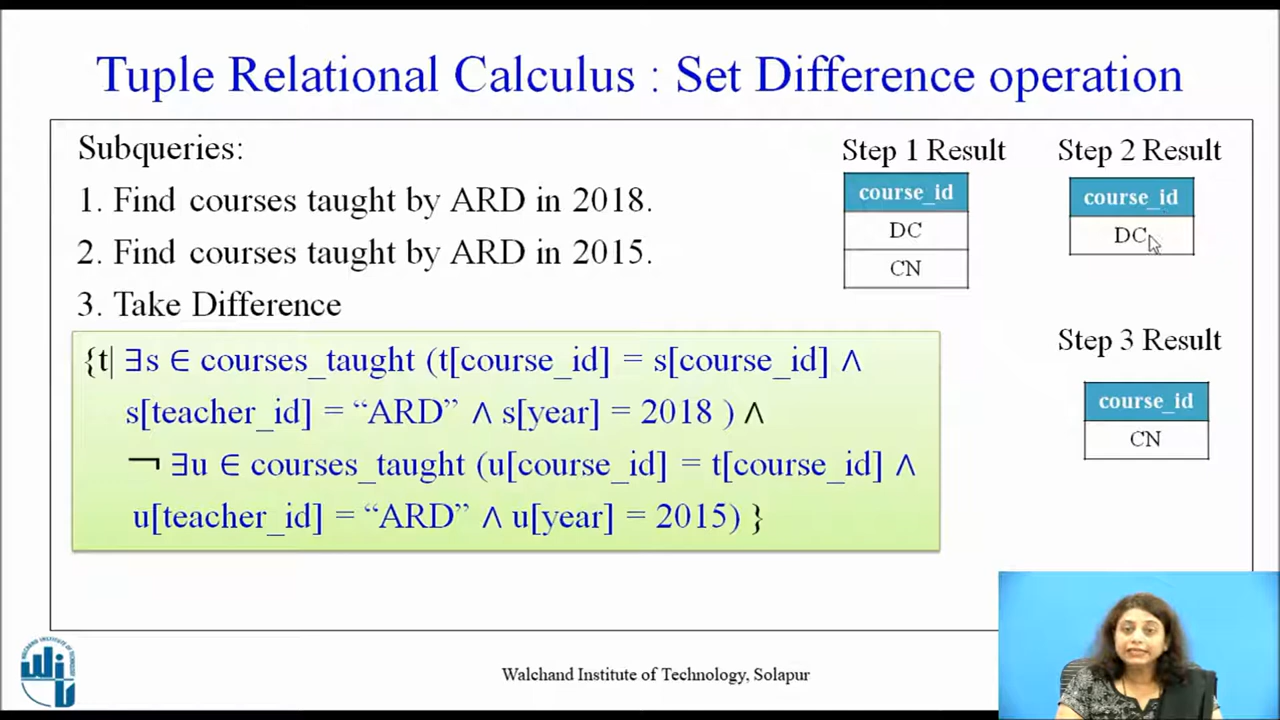 Tuple Relational Calculus : Set Difference operation
Subqueries:
1. Find courses taught by ARD in 2018.
2. Find courses taught by ARD in 2015.
3. Take Difference
{t| ∃s ∈ courses_taught (t[course_id] = s[course_id] ∧
s[teacher_id] = “ARD” ∧ s[year] = 2018 ) ∧
¬ ∃u ∈ courses_taught (u[course_id] = t[course_id] ∧
u[teacher_id] = “ARD” ∧ u[year] = 2015) }
Step 1 Result
course_id
DC
CN
Step 2 Result
course_id
DC
Step 3 Result
course_id
CN
Walchand Institute of Technology, Solapur